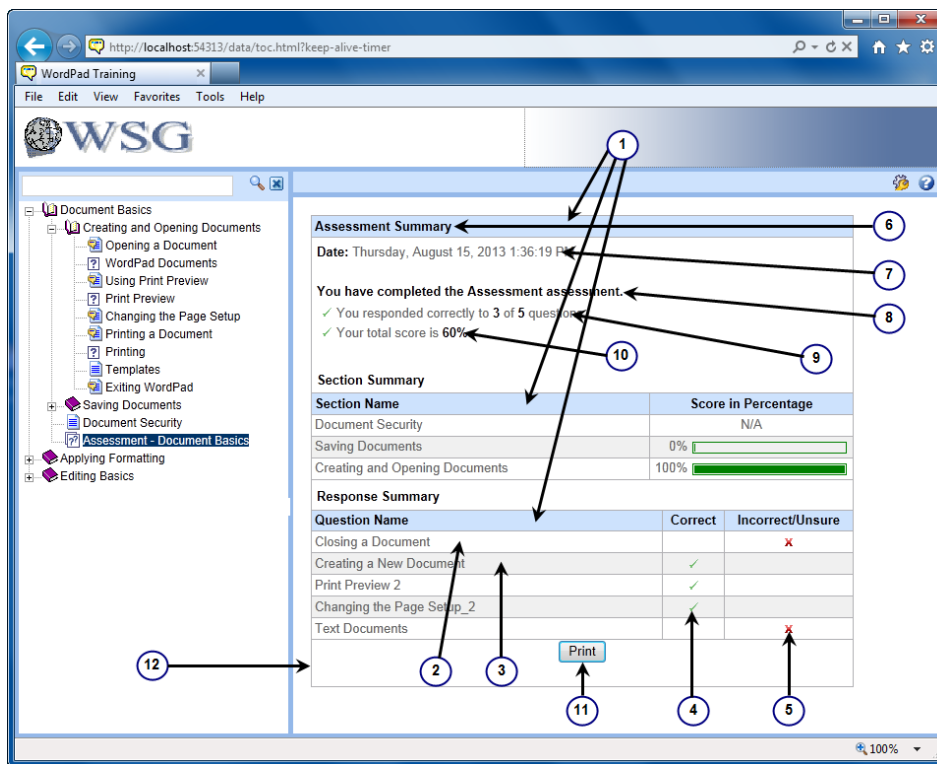 http://localhost:54313/data/toc.html?keep-alive-timer
WordPad Training
File Edit View Favorites Tools Help
WSG
1
Document Basics
Creating and Opening Documents
Opening a Document
WordPad Documents
Using Print Preview
Print Preview
Changing the Page Setup
Printing a Document
Printing
Templates
Exiting WordPad
Saving Documents
Document Security
Assessment - Document Basics
Applying Formatting
Editing Basics
Assessment Summary
6
Date: Thursday, August 15, 2013 1:36:19 PM
7
You have completed the Assessment assessment.
8
✓ You responded correctly to 3 of 5 questions
9
✓ Your total score is 60%
10
Section Summary
Section Name Score in Percentage
Document Security N/A
Saving Documents 0%
Creating and Opening Documents 100%
Response Summary
Question Name Correct Incorrect/Unsure
Closing a Document x
Creating a New Document ✓
Print Preview 2 ✓
Changing the Page Setup_2 ✓
Text Documents x
Print
12
2
3
11
4
5
100%